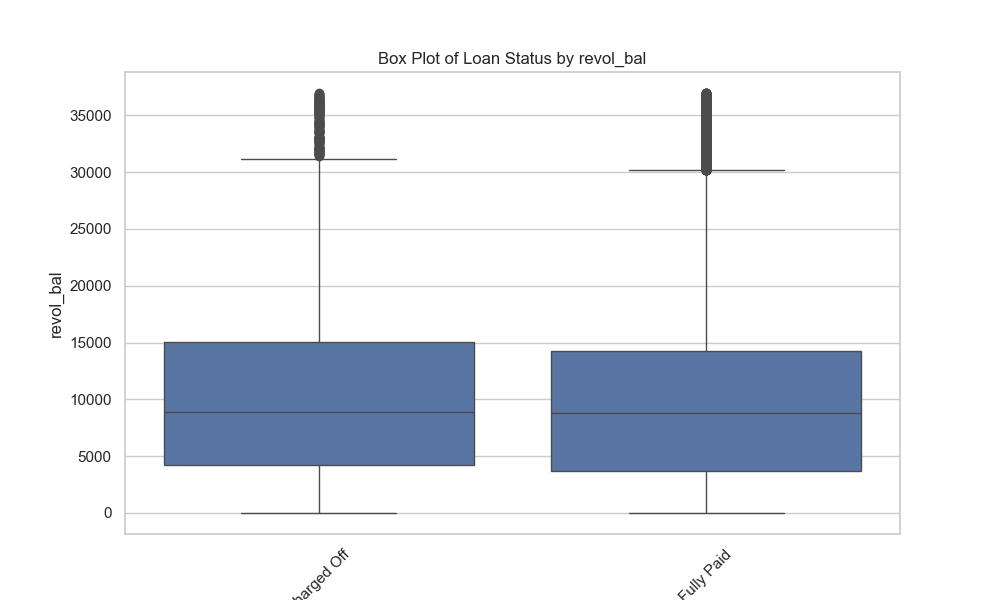 Box Plot of Loan Status by revol_bal
35000
30000
25000
20000
15000
10000
5000
0
revol_bal
harged Off
Fully Paid